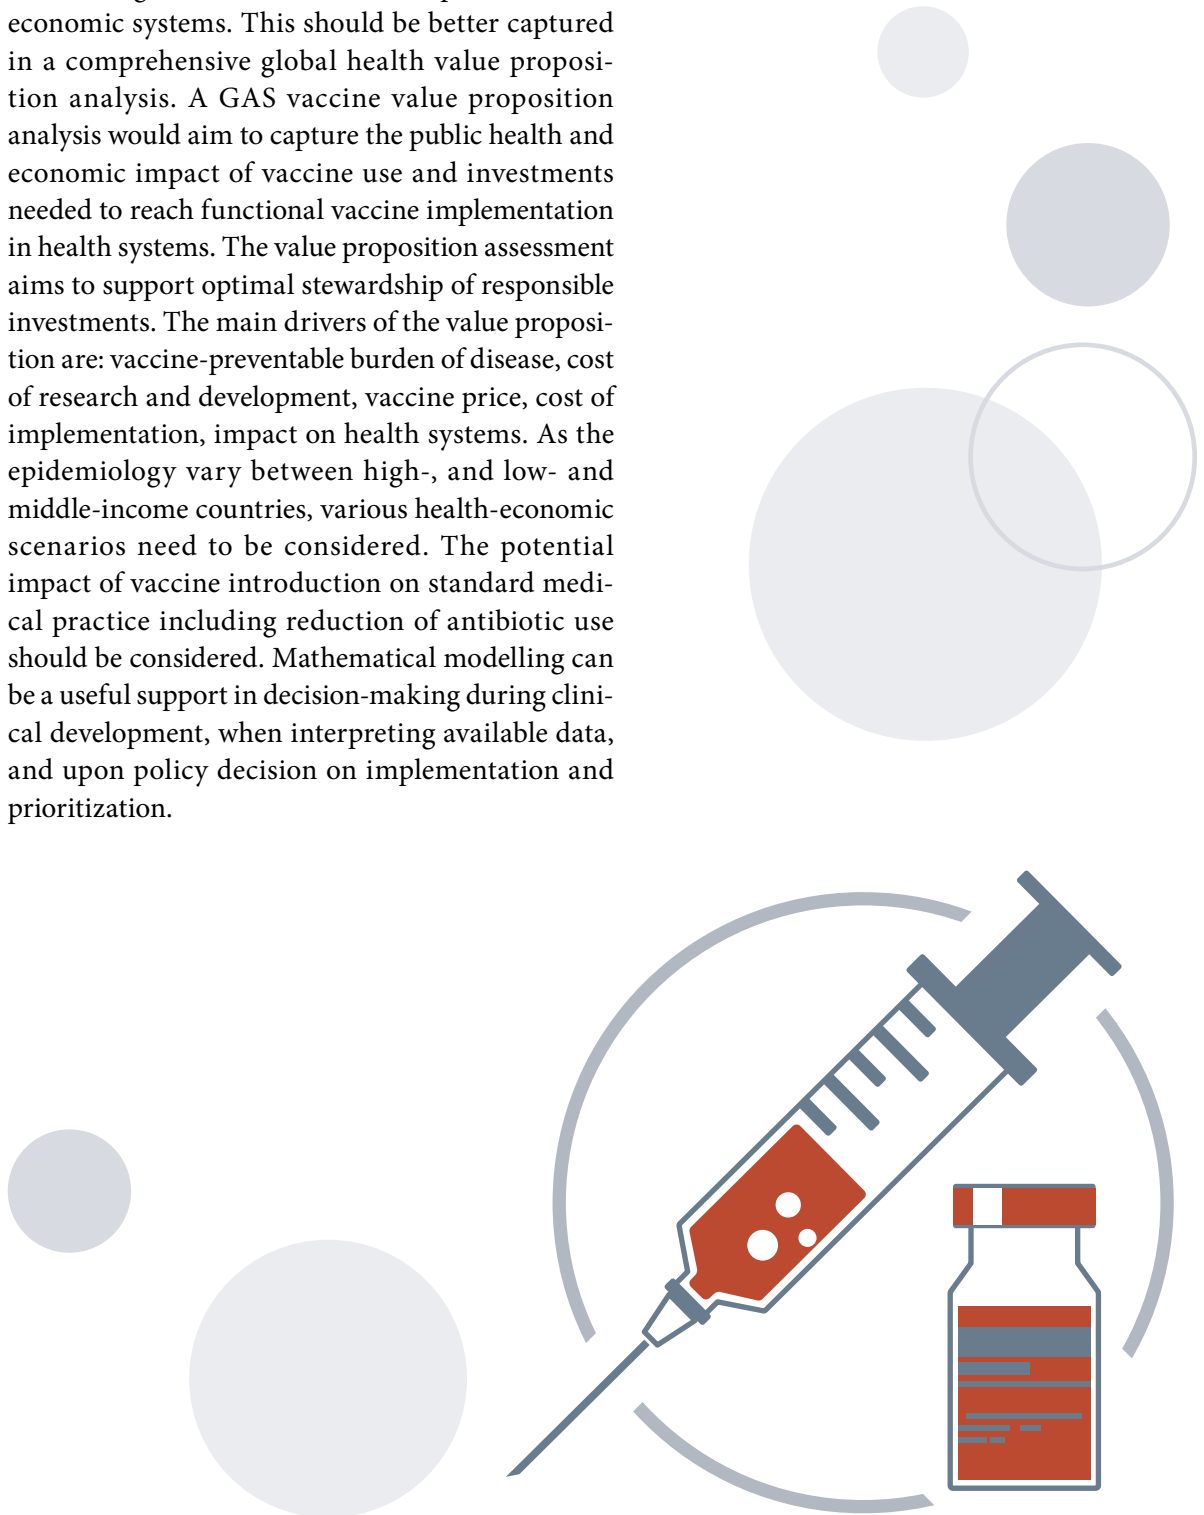 economic systems. This should be better captured
in a comprehensive global health value proposi-
tion analysis. A GAS vaccine value proposition
analysis would aim to capture the public health and
economic impact of vaccine use and investments
needed to reach functional vaccine implementation
in health systems. The value proposition assessment
aims to support optimal stewardship of responsible
investments. The main drivers of the value proposi-
tion are: vaccine-preventable burden of disease, cost
of research and development, vaccine price, cost of
implementation, impact on health systems. As the
epidemiology vary between high-, and low- and
middle-income countries, various health-economic
scenarios need to be considered. The potential
impact of vaccine introduction on standard medi-
cal practice including reduction of antibiotic use
should be considered. Mathematical modelling can
be a useful support in decision-making during clini-
cal development, when interpreting available data,
and upon policy decision on implementation and
prioritization.